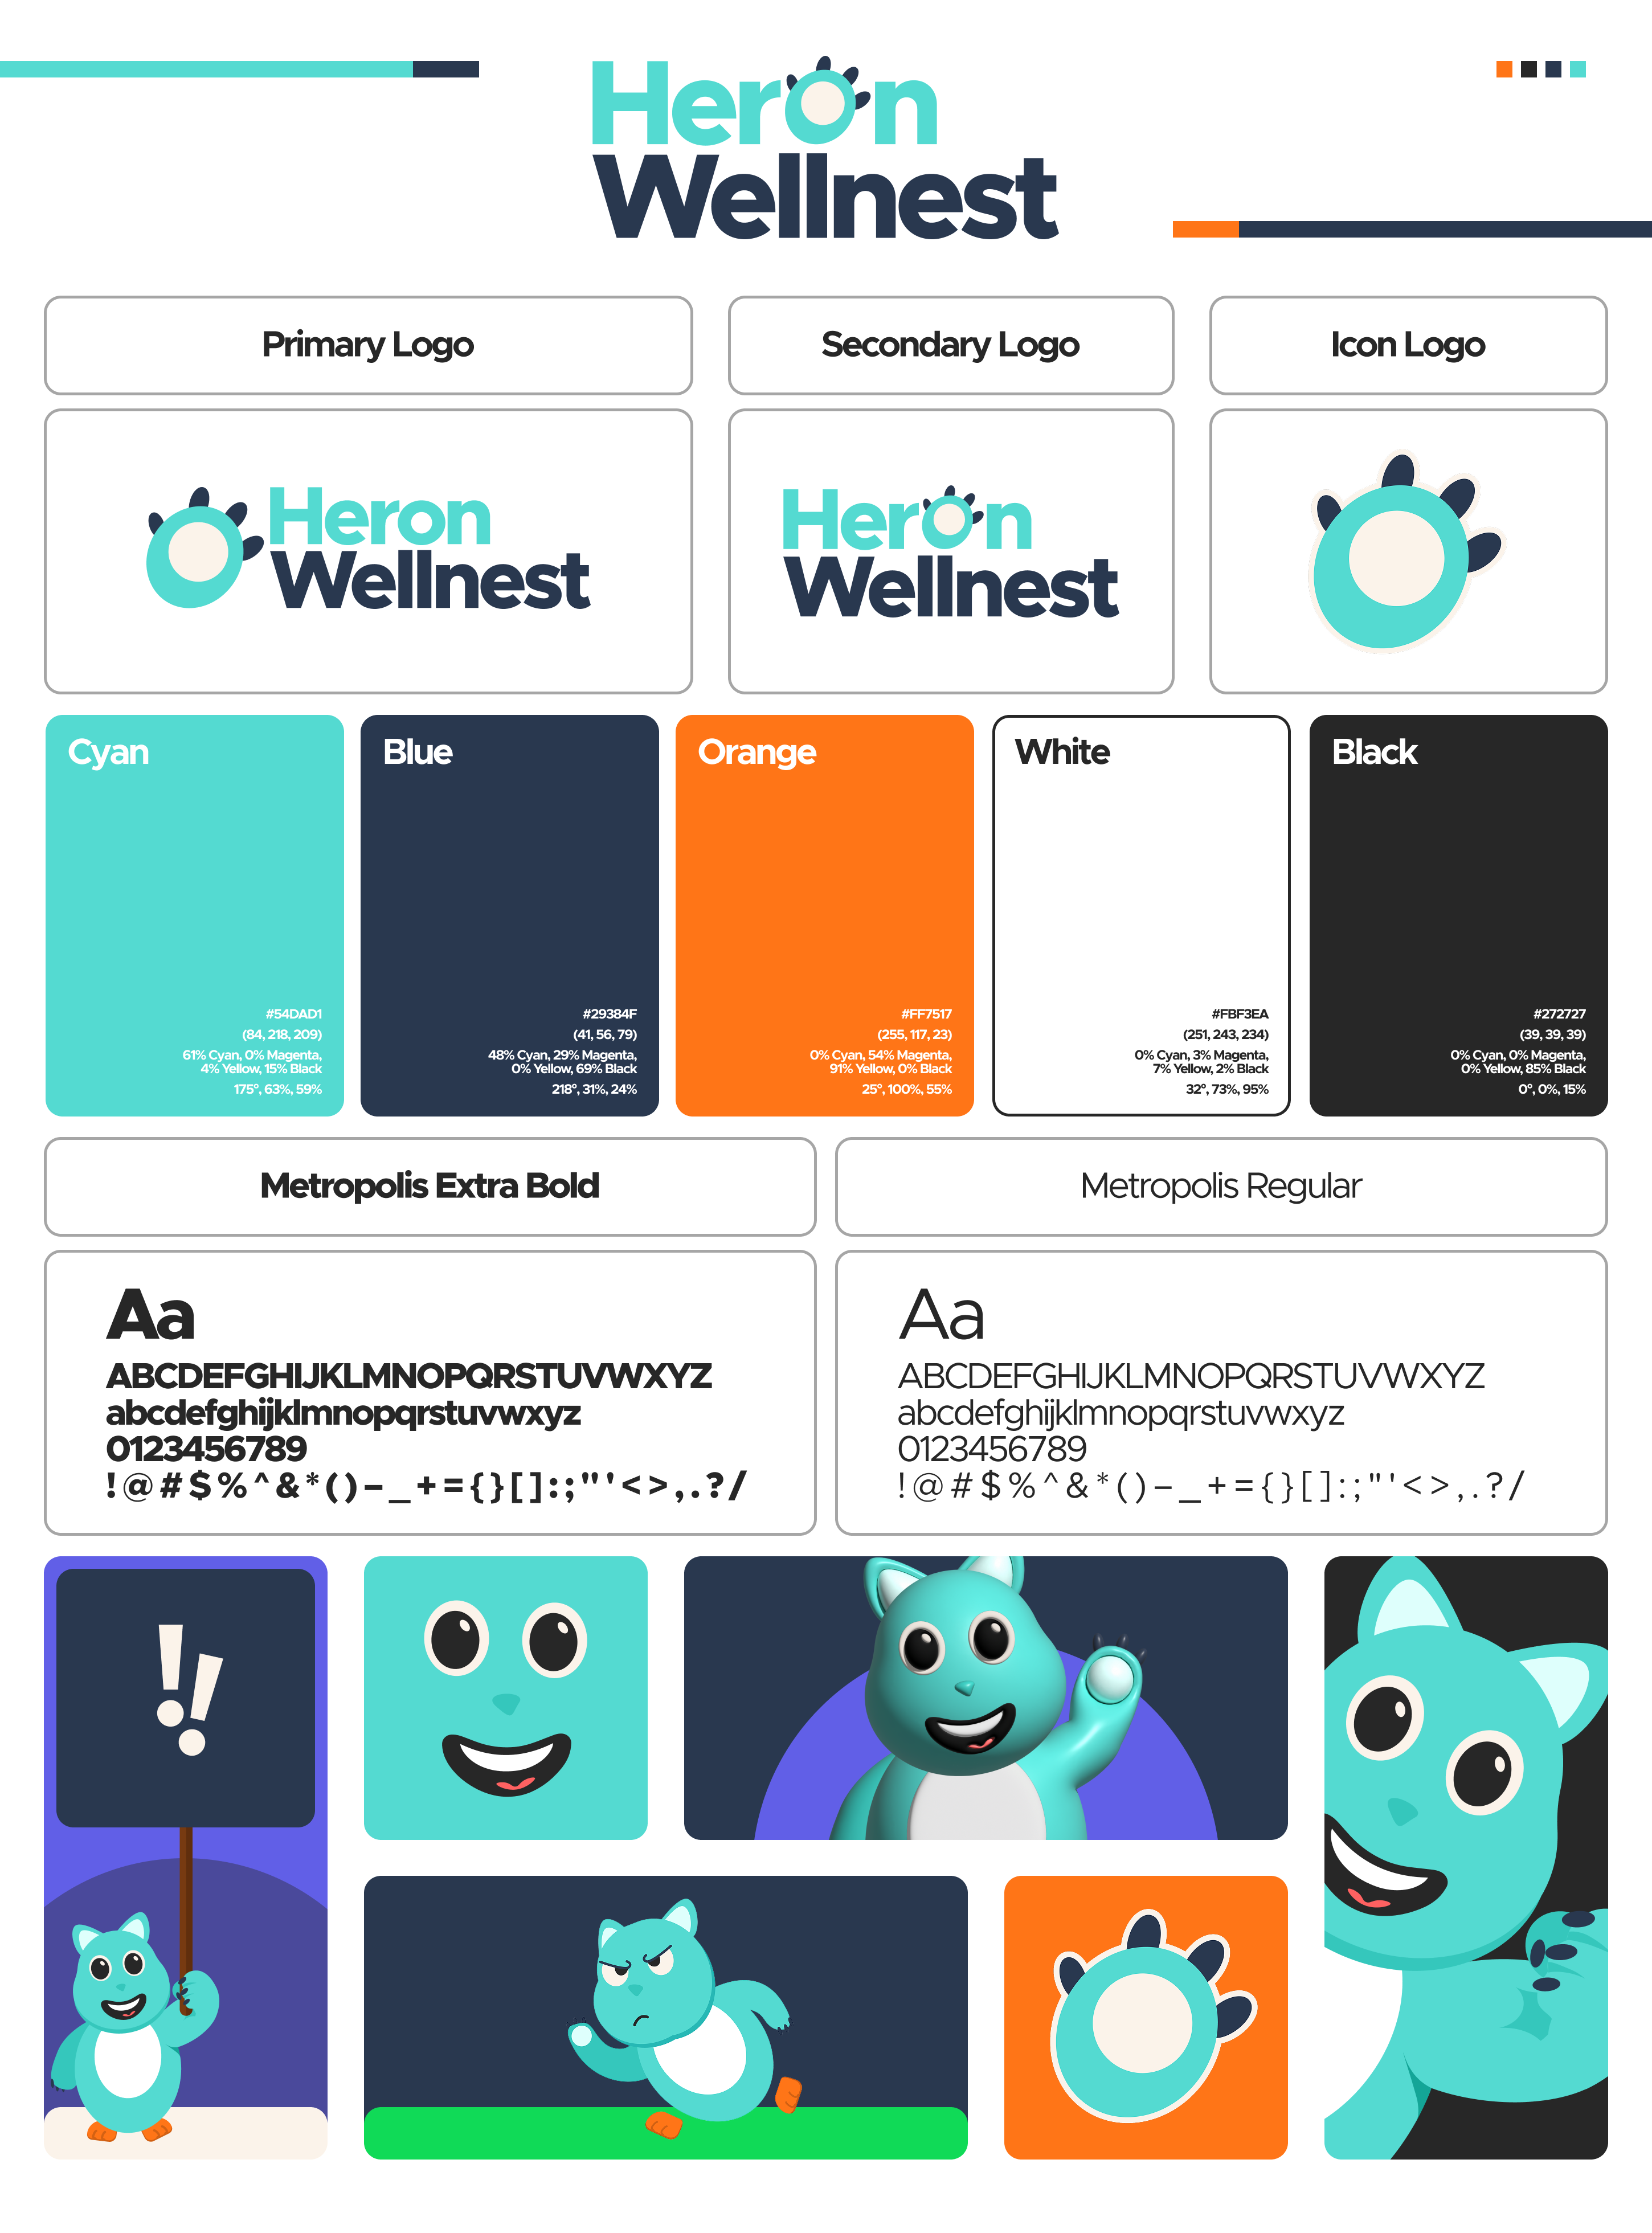 Heron
Wellnest
Primary Logo
Secondary Logo
Icon Logo
Heron
Wellnest
Heron
Wellnest
Cyan
#54DAD1
(84, 218, 209)
61% Cyan, 0% Magenta,
4% Yellow, 15% Black
175°, 63%, 59%
Blue
#29384F
(41, 56, 79)
48% Cyan, 29% Magenta,
0% Yellow, 69% Black
218°, 31%, 24%
Orange
#FF7517
(255, 117, 23)
0% Cyan, 54% Magenta,
91% Yellow, 0% Black
25°, 100%, 55%
White
#FBF3EA
(251, 243, 234)
0% Cyan, 3% Magenta,
7% Yellow, 2% Black
32°, 73%, 95%
Black
#272727
(39, 39, 39)
0% Cyan, 0% Magenta,
0% Yellow, 85% Black
0°, 0%, 15%
Metropolis Extra Bold
Metropolis Regular
Aa
ABCDEFGHIJKLMNOPQRSTUVWXYZ
abcdefghijklmnopqrstuvwxyz
0123456789
!@#$%^&*()–_+={}[]:;"'<>,.?/
Aa
ABCDEFGHIJKLMNOPQRSTUVWXYZ
abcdefghijklmnopqrstuvwxyz
0123456789
!@#$%^&*()–_+={}[]:;"'<>,.?/
!!